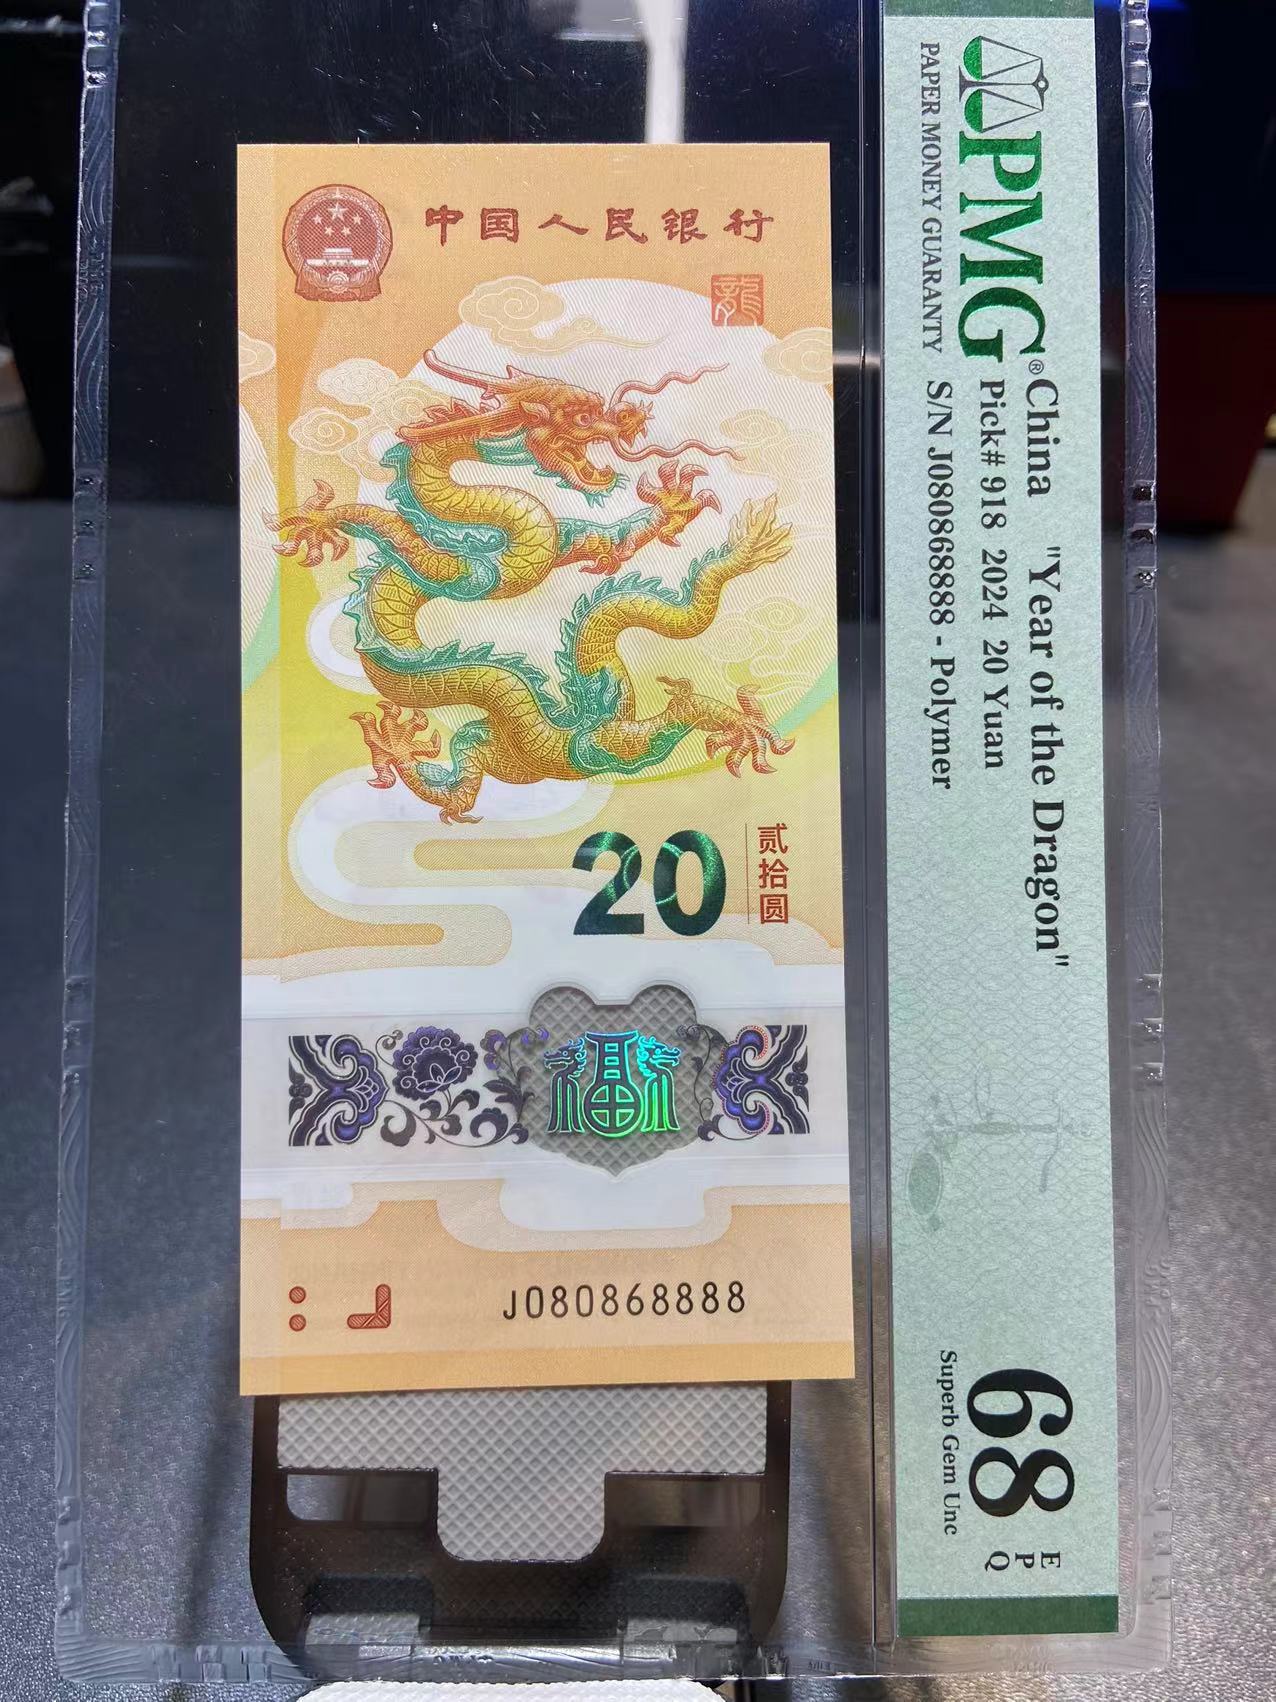 中国人民银行
龍
20
贰拾圆
J080868888
PMG®
PAPER MONEY GUARANTY
China "Year of the Dragon"
Pick# 918 2024 20 Yuan
S/N J080868888 - Polymer
68
EPQ
Superb Gem Unc